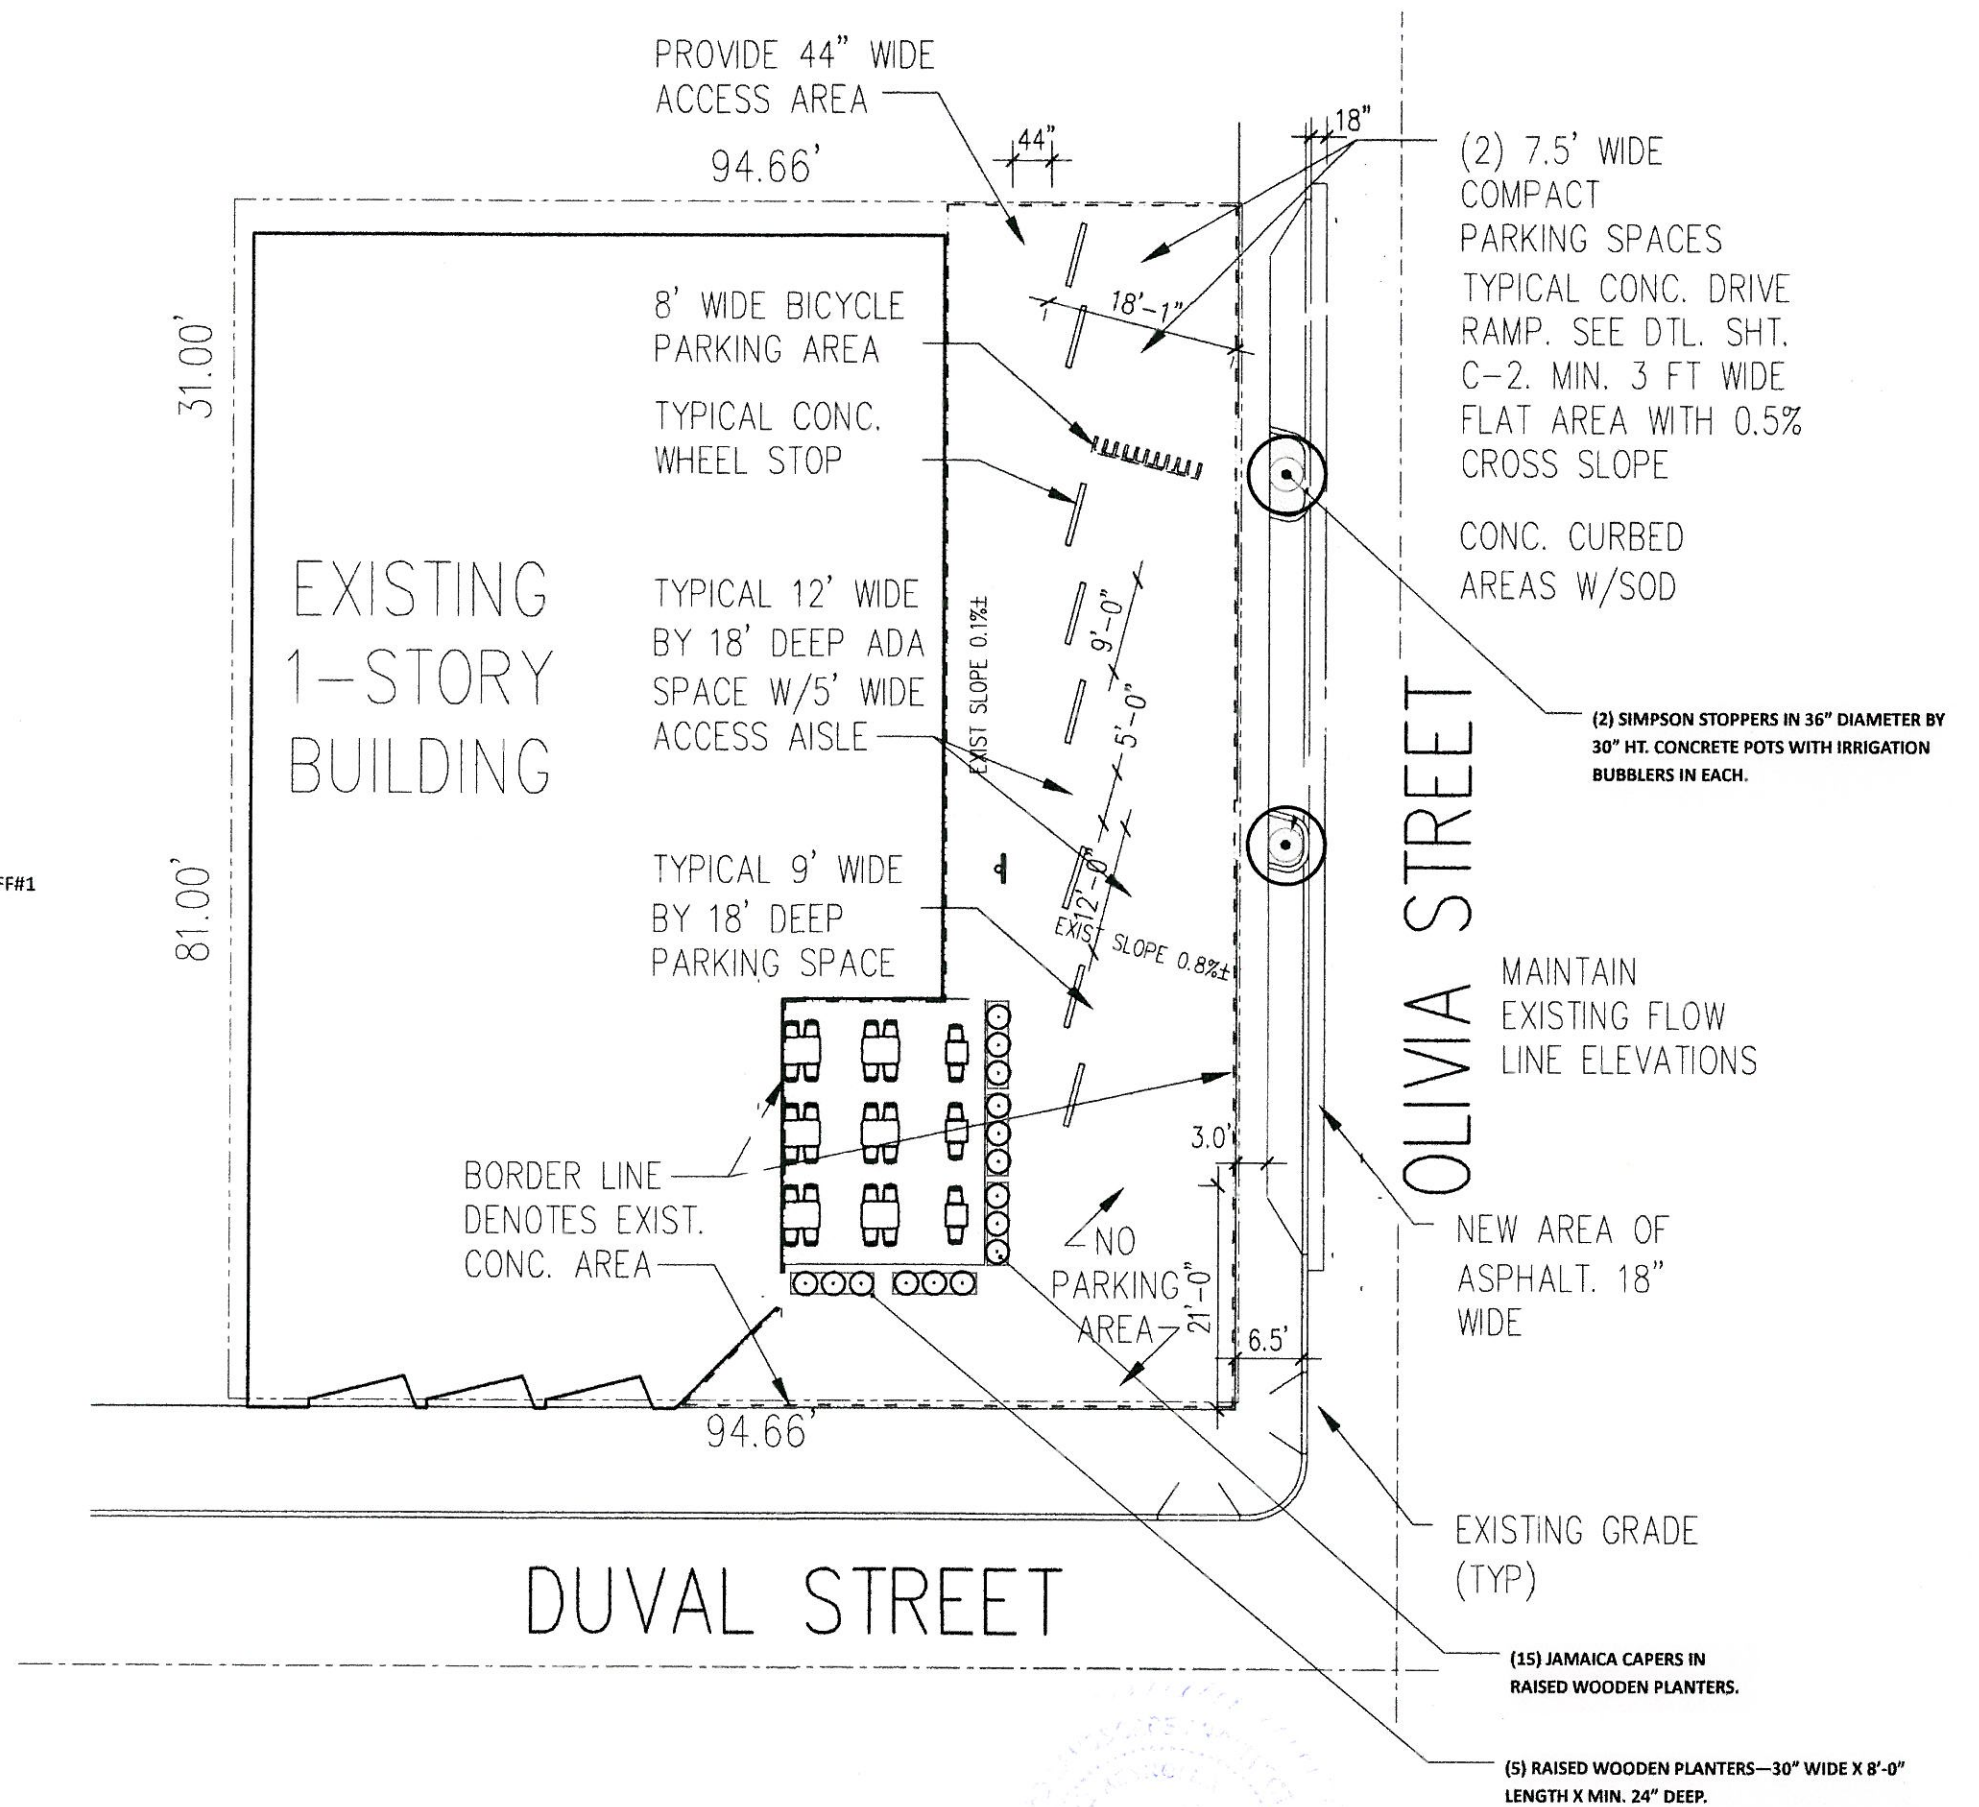 PROVIDE 44" WIDE
ACCESS AREA
94.66'
44"
18"
(2) 7.5' WIDE
COMPACT
PARKING SPACES
TYPICAL CONC. DRIVE
RAMP. SEE DTL. SHT.
C-2. MIN. 3 FT WIDE
FLAT AREA WITH 0.5%
CROSS SLOPE
CONC. CURBED
AREAS W/SOD
31.00'
8' WIDE BICYCLE
PARKING AREA
18'-1"
TYPICAL CONC.
WHEEL STOP
EXISTING
1-STORY
BUILDING
TYPICAL 12' WIDE
BY 18' DEEP ADA
SPACE W/5' WIDE
ACCESS AISLE
EXIST SLOPE 0.1%±
9'-0"
5'-0"
12'-0"
EXIST SLOPE 0.8%±
(2) SIMPSON STOPPERS IN 36" DIAMETER BY
30" HT. CONCRETE POTS WITH IRRIGATION
BUBBLERS IN EACH.
OLIVIA STREET
81.00'
FF#1
TYPICAL 9' WIDE
BY 18' DEEP
PARKING SPACE
MAINTAIN
EXISTING FLOW
LINE ELEVATIONS
BORDER LINE
DENOTES EXIST.
CONC. AREA
3.0'
NO
PARKING
AREA
21'-0"
6.5'
NEW AREA OF
ASPHALT. 18"
WIDE
94.66'
EXISTING GRADE
(TYP)
DUVAL STREET
(15) JAMAICA CAPERS IN
RAISED WOODEN PLANTERS.
(5) RAISED WOODEN PLANTERS—30" WIDE X 8'-0"
LENGTH X MIN. 24" DEEP.